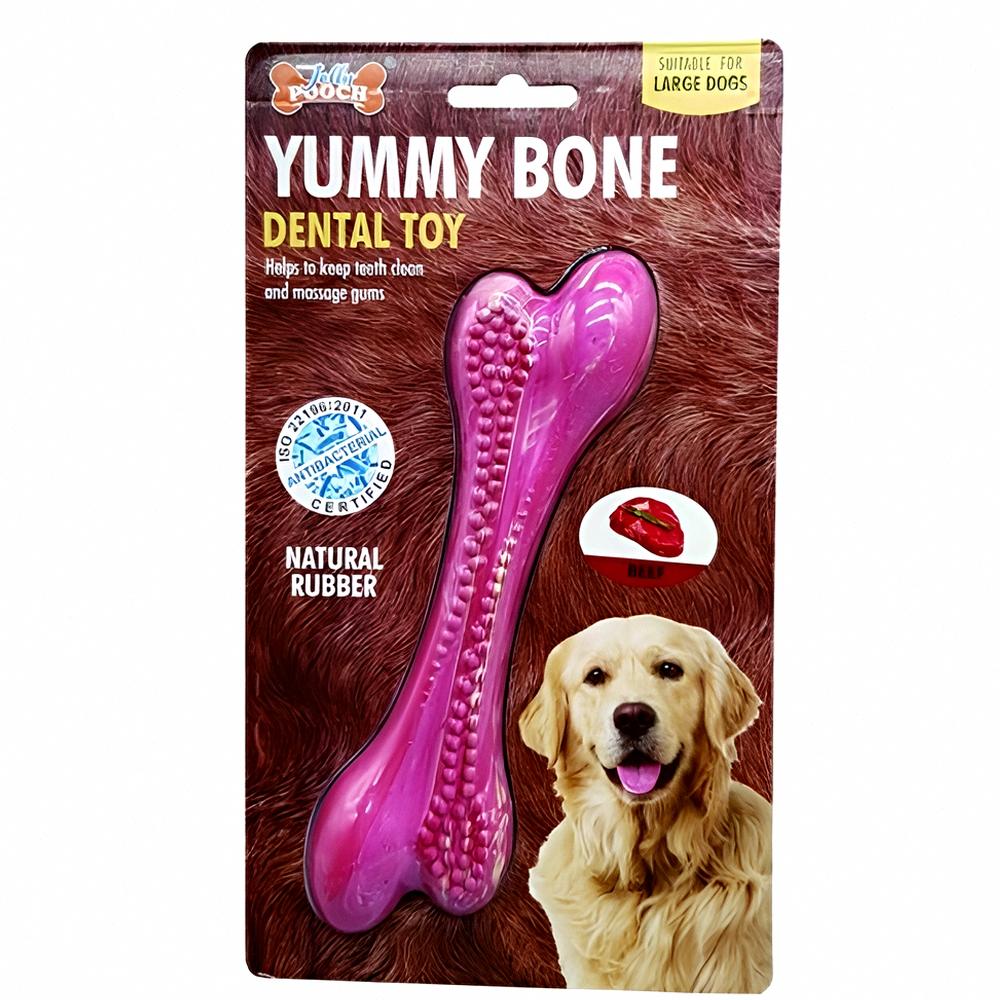 Jolly
POOCH
®
SUITABLE FOR
LARGE DOGS
YUMMY BONE
DENTAL TOY
Helps to keep teeth clean
and massage gums
ISO 22196:2011
ANTIBACTERIAL
CERTIFIED
NATURAL
RUBBER
BEEF